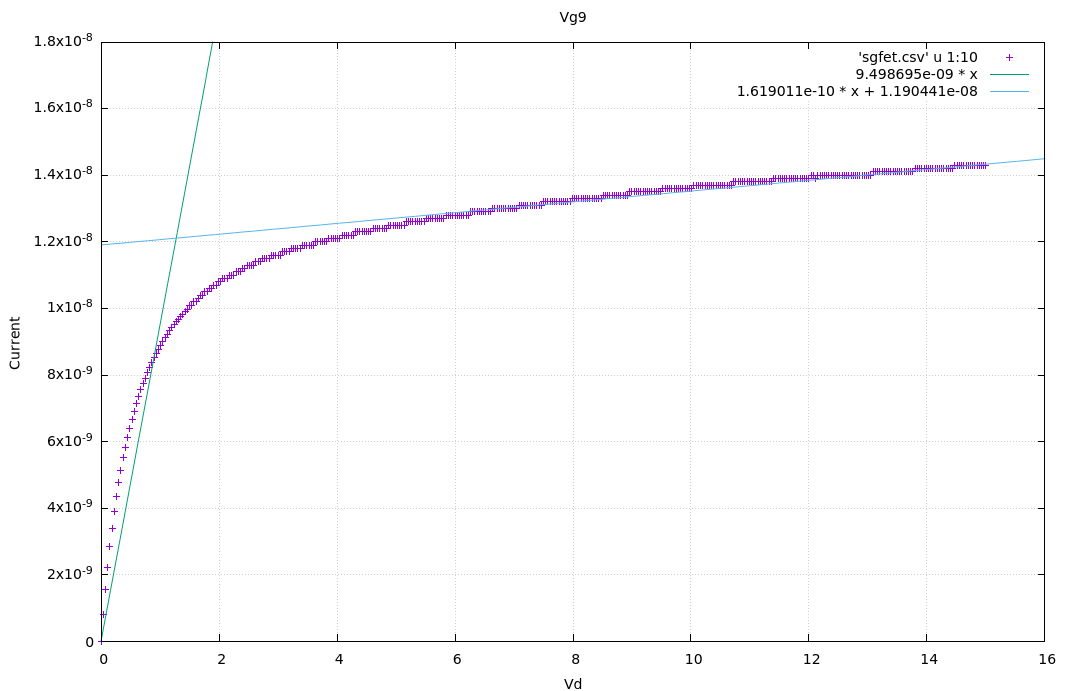 Vg9
'sgfet.csv' u 1:10
9.498695e-09 * x
1.619011e-10 * x + 1.190441e-08
1.8x10⁻⁸
1.6x10⁻⁸
1.4x10⁻⁸
1.2x10⁻⁸
1x10⁻⁸
8x10⁻⁹
6x10⁻⁹
4x10⁻⁹
2x10⁻⁹
0
Current
0 2 4 6 8 10 12 14 16
Vd